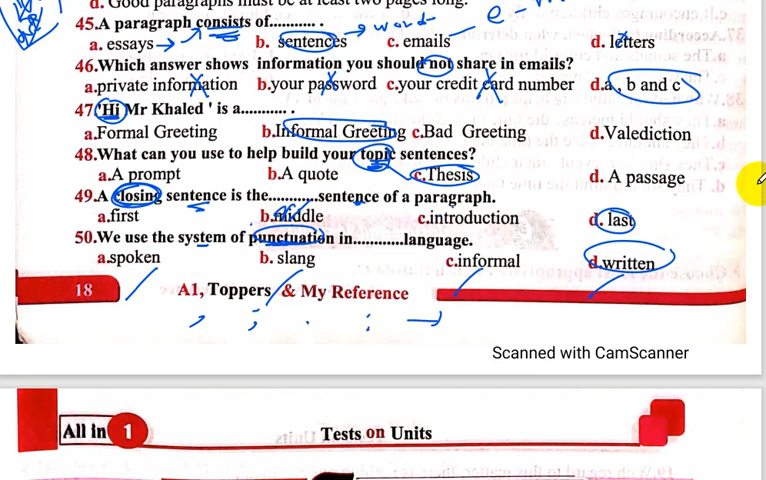 d. Good paragraphs must be at least two pages long.
45.A paragraph consists of........... .
a. essays b. sentences → words c. emails d. letters
46.Which answer shows information you should not share in emails?
a.private information b.your password c.your credit card number d.a, b and c
47.'Hi Mr Khaled ' is a........... .
a.Formal Greeting b.Informal Greeting c.Bad Greeting d.Valediction
48.What can you use to help build your topic sentences?
a.A prompt b.A quote c.Thesis d. A passage
49.A closing sentence is the............sentence of a paragraph.
a.first b.middle c.introduction d. last
50.We use the system of punctuation in............language.
a.spoken b. slang c.informal d.written
18 A1, Toppers & My Reference
, ; . : →
Scanned with CamScanner
All in 1 Tests on Units